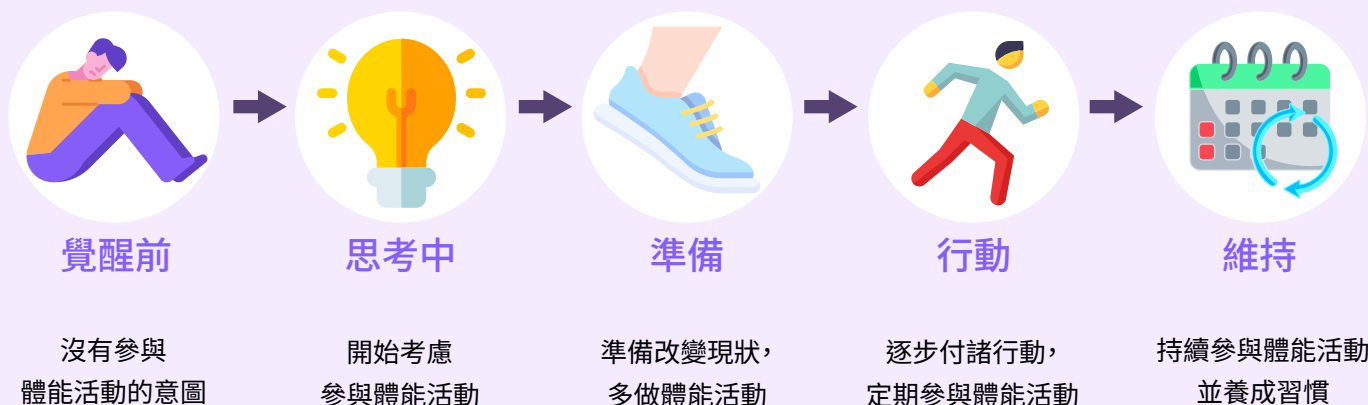 覺醒前
沒有參與
體能活動的意圖
思考中
開始考慮
參與體能活動
準備
準備改變現狀，
多做體能活動
行動
逐步付諸行動，
定期參與體能活動
維持
持續參與體能活動
並養成習慣